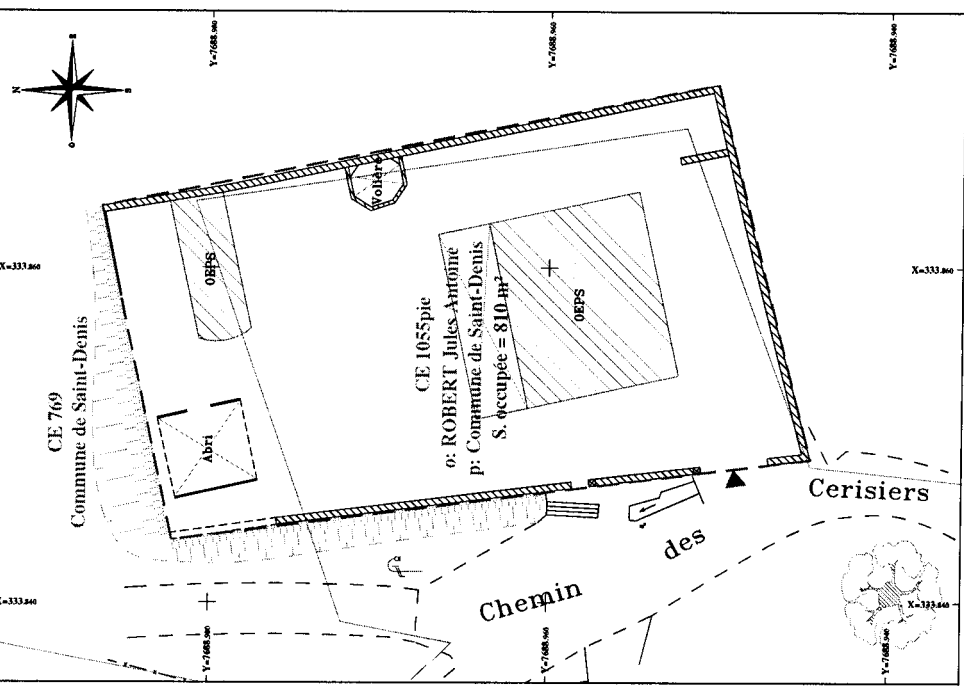 Y=7688.980
Y=7688.960
Y=7688.940
N
E
S
O
X=333.860
X=333.860
CE 769
Commune de Saint-Denis
OEPS
Volière
Abri
CE 1055pie
o: ROBERT Jules Antoine
p: Commune de Saint-Denis
S. occupée = 810 m²
OEPS
Chemin
des
Cerisiers
X=333.840
X=333.840
Y=7688.980
Y=7688.960
Y=7688.940